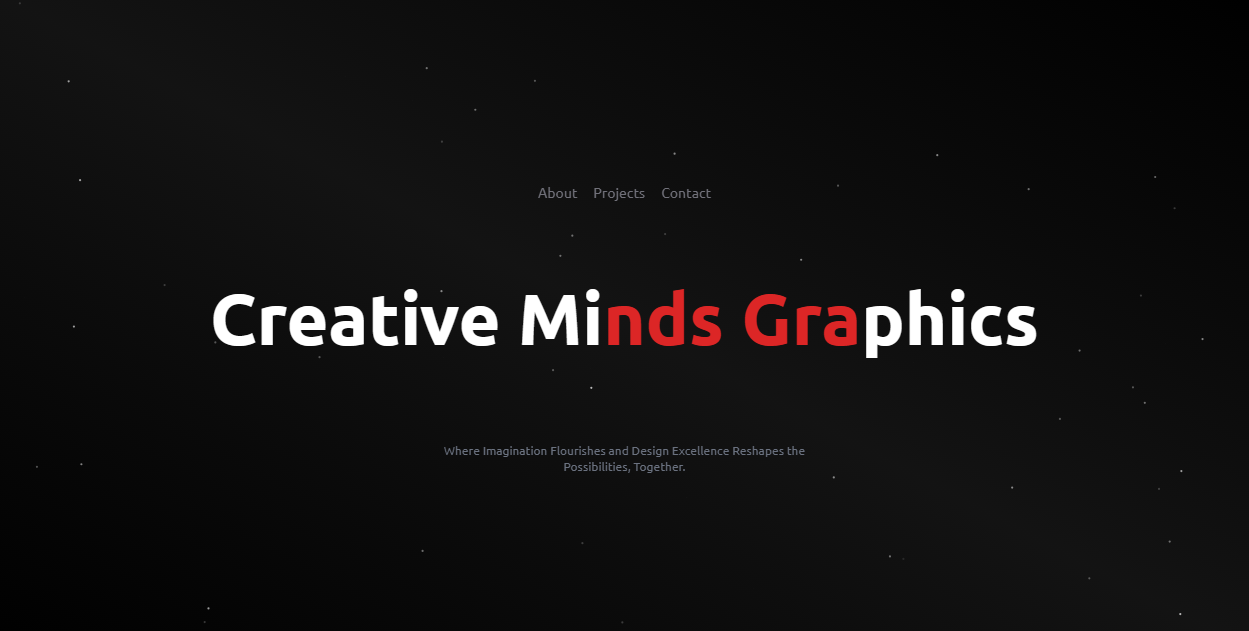 About Projects Contact
Creative Minds Graphics
Where Imagination Flourishes and Design Excellence Reshapes the
Possibilities, Together.